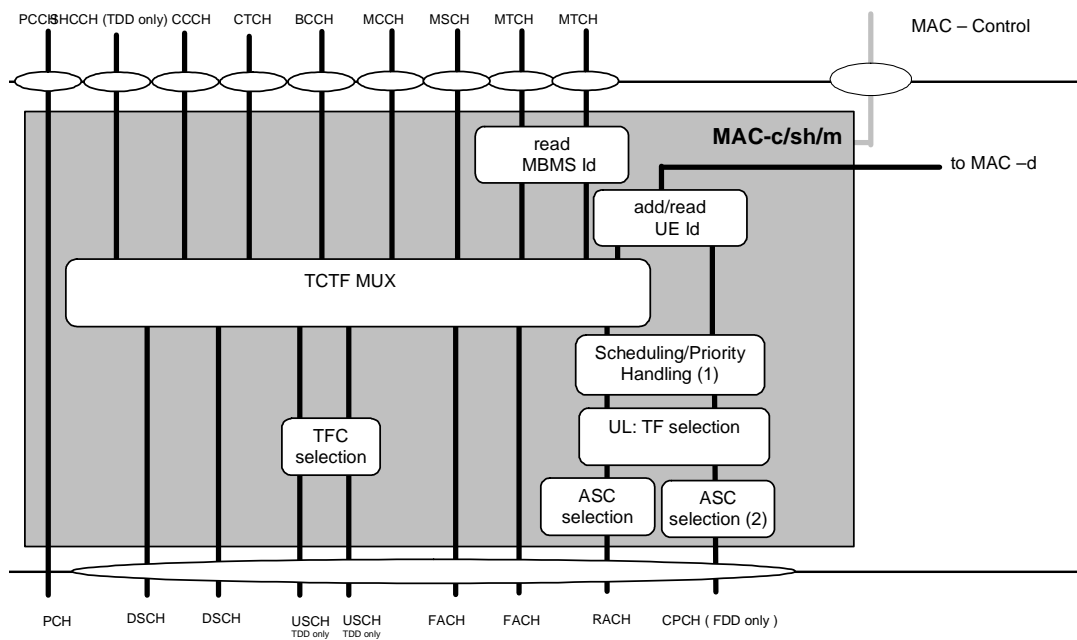 PCCH SHCCH (TDD only) CCCH CTCH BCCH MCCH MSCH MTCH MTCH
MAC – Control
MAC-c/sh/m
read
MBMS Id
to MAC –d
add/read
UE Id
TCTF MUX
Scheduling/Priority
Handling (1)
UL: TF selection
TFC
selection
ASC
selection
ASC
selection (2)
PCH DSCH DSCH USCH USCH FACH FACH RACH CPCH ( FDD only )
TDD only TDD only